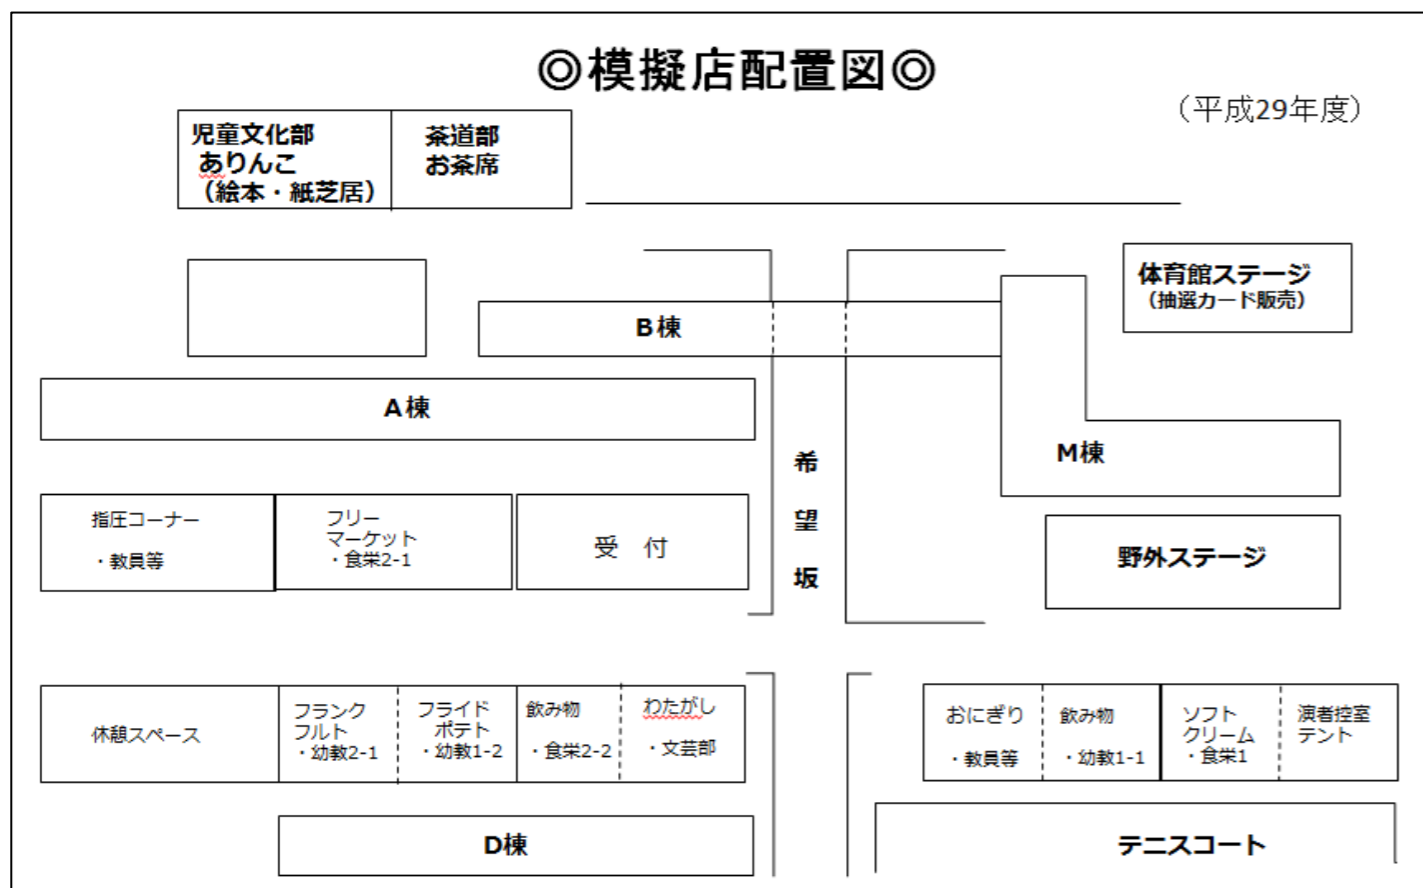 ◎模擬店配置図◎
（平成29年度）
児童文化部
ありんこ
（絵本・紙芝居）
茶道部
お茶席
体育館ステージ
（抽選カード販売）
B棟
A棟
希望坂
M棟
指圧コーナー
・教員等
フリー
マーケット
・食栄2-1
受　付
野外ステージ
休憩スペース
フランク
フルト
・幼教2-1
フライド
ポテト
・幼教1-2
飲み物
・食栄2-2
わたがし
・文芸部
おにぎり
・教員等
飲み物
・幼教1-1
ソフト
クリーム
・食栄1
演者控室
テント
D棟
テニスコート